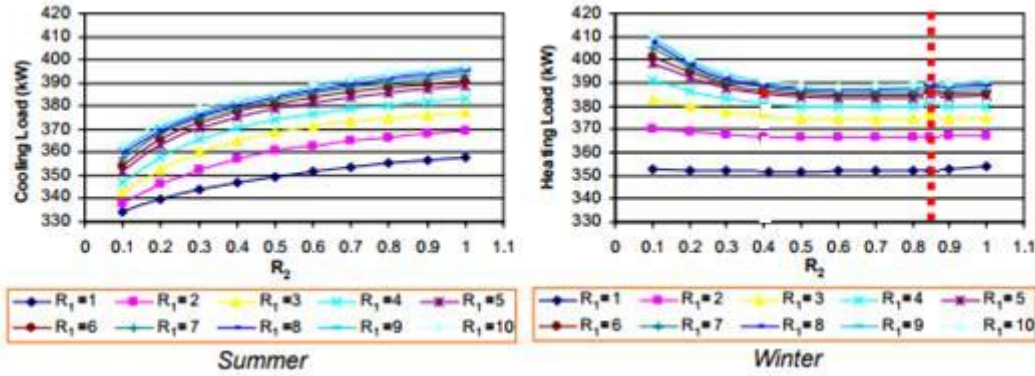 Cooling Load (kW)
420
410
400
390
380
370
360
350
340
330
0 0.1 0.2 0.3 0.4 0.5 0.6 0.7 0.8 0.9 1 1.1
R₂
R₁=1 R₁=2 R₁=3 R₁=4 R₁=5
R₁=6 R₁=7 R₁=8 R₁=9 R₁=10
Summer
Heating Load (kW)
420
410
400
390
380
370
360
350
340
330
0 0.1 0.2 0.3 0.4 0.5 0.6 0.7 0.8 0.9 1 1.1
R₂
R₁=1 R₁=2 R₁=3 R₁=4 R₁=5
R₁=6 R₁=7 R₁=8 R₁=9 R₁=10
Winter